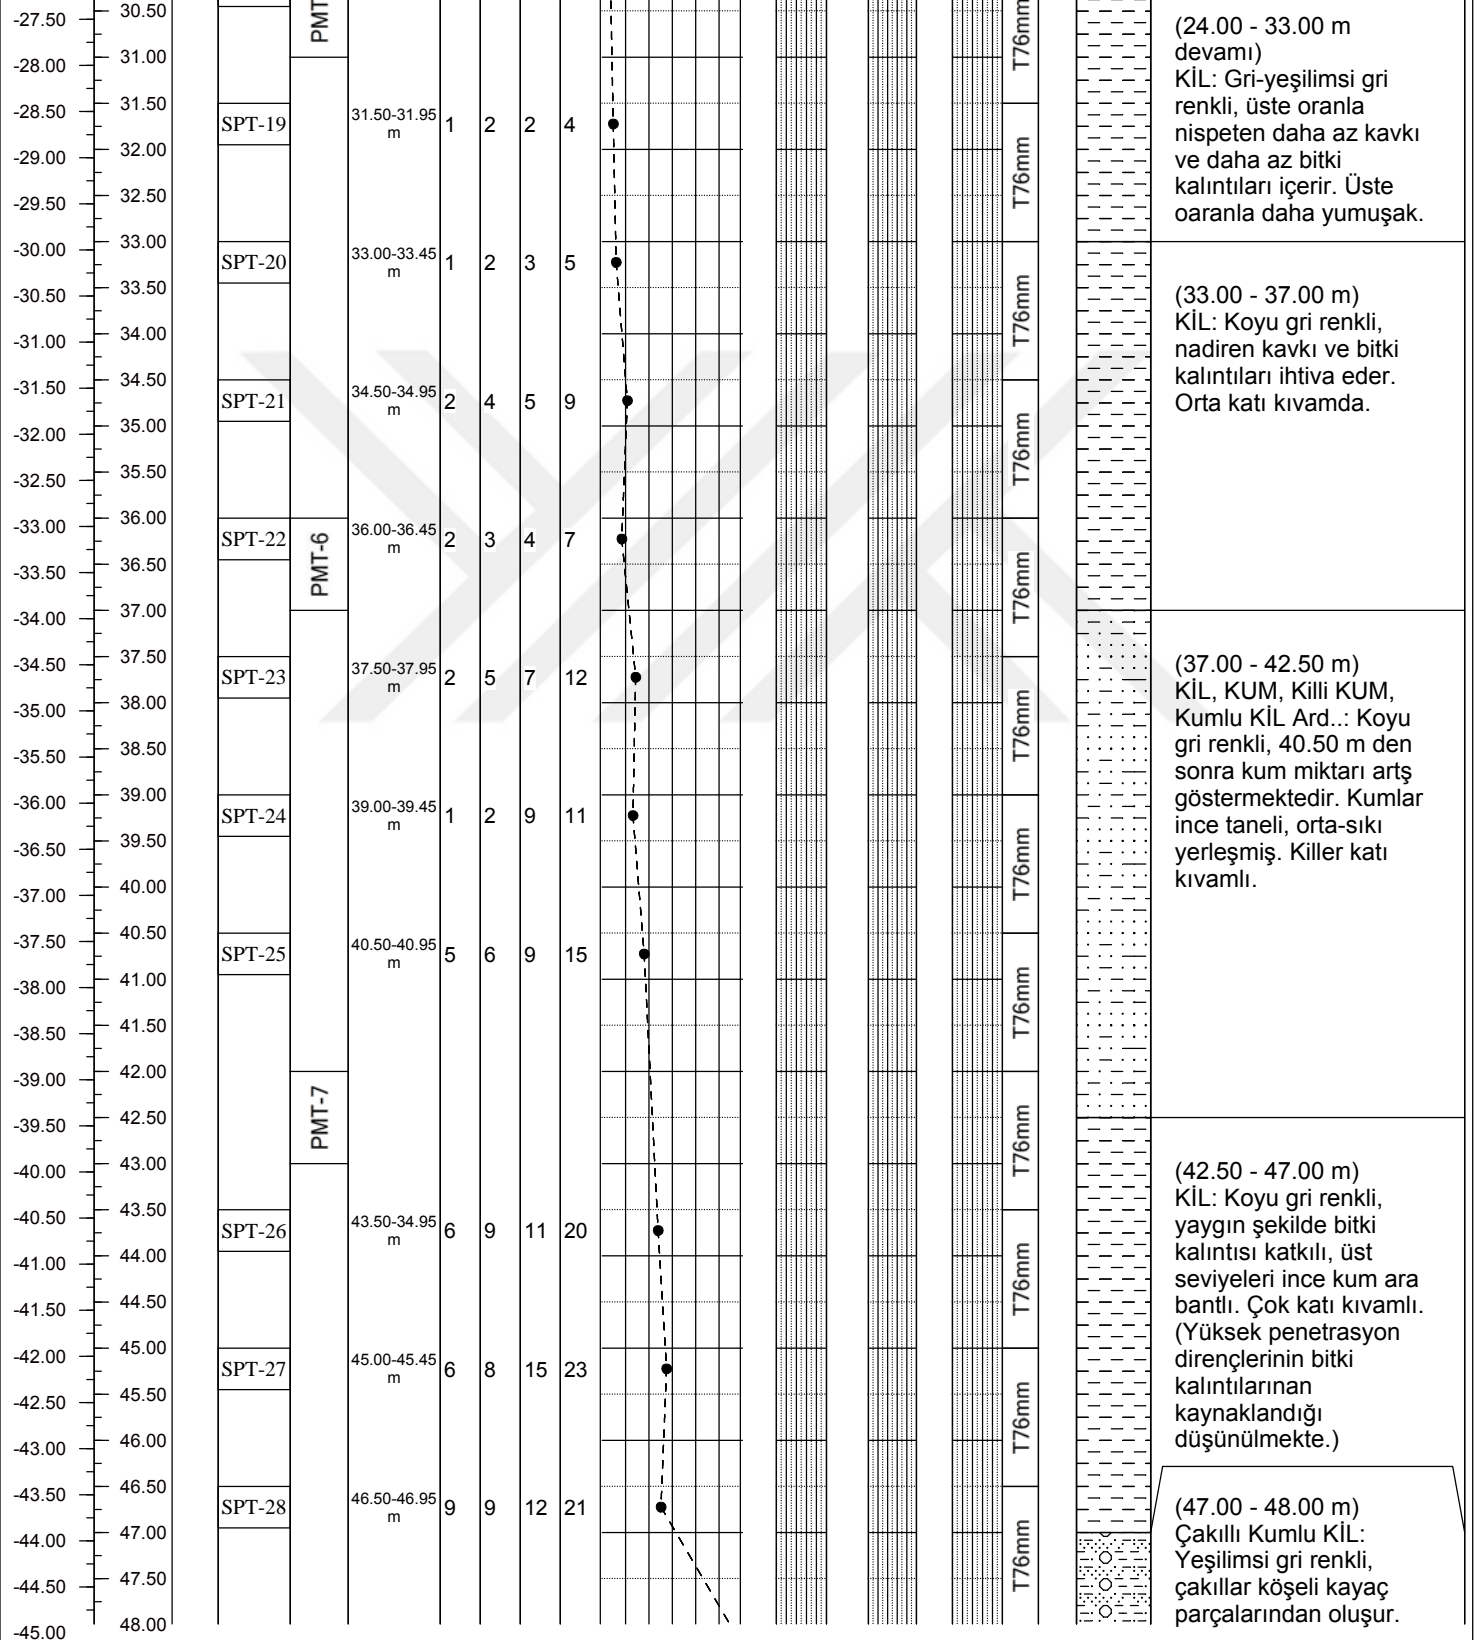 -27.50
-28.00
-28.50
-29.00
-29.50
-30.00
-30.50
-31.00
-31.50
-32.00
-32.50
-33.00
-33.50
-34.00
-34.50
-35.00
-35.50
-36.00
-36.50
-37.00
-37.50
-38.00
-38.50
-39.00
-39.50
-40.00
-40.50
-41.00
-41.50
-42.00
-42.50
-43.00
-43.50
-44.00
-44.50
-45.00
30.50
31.00
31.50
32.00
32.50
33.00
33.50
34.00
34.50
35.00
35.50
36.00
36.50
37.00
37.50
38.00
38.50
39.00
39.50
40.00
40.50
41.00
41.50
42.00
42.50
43.00
43.50
44.00
44.50
45.00
45.50
46.00
46.50
47.00
47.50
48.00
PMT
PMT-6
PMT-7
SPT-19 31.50-31.95 m 1 2 2 4
SPT-20 33.00-33.45 m 1 2 3 5
SPT-21 34.50-34.95 m 2 4 5 9
SPT-22 36.00-36.45 m 2 3 4 7
SPT-23 37.50-37.95 m 2 5 7 12
SPT-24 39.00-39.45 m 1 2 9 11
SPT-25 40.50-40.95 m 5 6 9 15
SPT-26 43.50-34.95 m 6 9 11 20
SPT-27 45.00-45.45 m 6 8 15 23
SPT-28 46.50-46.95 m 9 9 12 21
T76mm
T76mm
T76mm
T76mm
T76mm
T76mm
T76mm
T76mm
T76mm
T76mm
T76mm
T76mm
(24.00 - 33.00 m
devamı)
KİL: Gri-yeşilimsi gri
renkli, üste oranla
nispeten daha az kavkı
ve daha az bitki
kalıntıları içerir. Üste
oaranla daha yumuşak.
(33.00 - 37.00 m)
KİL: Koyu gri renkli,
nadiren kavkı ve bitki
kalıntıları ihtiva eder.
Orta katı kıvamda.
(37.00 - 42.50 m)
KİL, KUM, Killi KUM,
Kumlu KİL Ard..: Koyu
gri renkli, 40.50 m den
sonra kum miktarı artş
göstermektedir. Kumlar
ince taneli, orta-sıkı
yerleşmiş. Killer katı
kıvamlı.
(42.50 - 47.00 m)
KİL: Koyu gri renkli,
yaygın şekilde bitki
kalıntısı katkılı, üst
seviyeleri ince kum ara
bantlı. Çok katı kıvamlı.
(Yüksek penetrasyon
dirençlerinin bitki
kalıntılarınan
kaynaklandığı
düşünülmekte.)
(47.00 - 48.00 m)
Çakıllı Kumlu KİL:
Yeşilimsi gri renkli,
çakıllar köşeli kayaç
parçalarından oluşur.